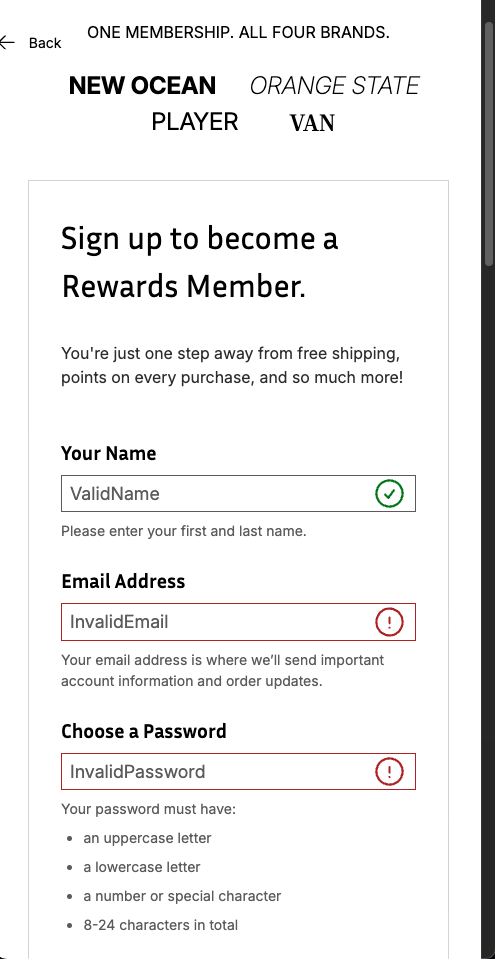 ONE MEMBERSHIP. ALL FOUR BRANDS.
Back
NEW OCEAN ORANGE STATE
PLAYER VAN
Sign up to become a
Rewards Member.
You're just one step away from free shipping,
points on every purchase, and so much more!
Your Name
ValidName
Please enter your first and last name.
Email Address
InvalidEmail
Your email address is where we’ll send important
account information and order updates.
Choose a Password
InvalidPassword
Your password must have:
• an uppercase letter
• a lowercase letter
• a number or special character
• 8-24 characters in total